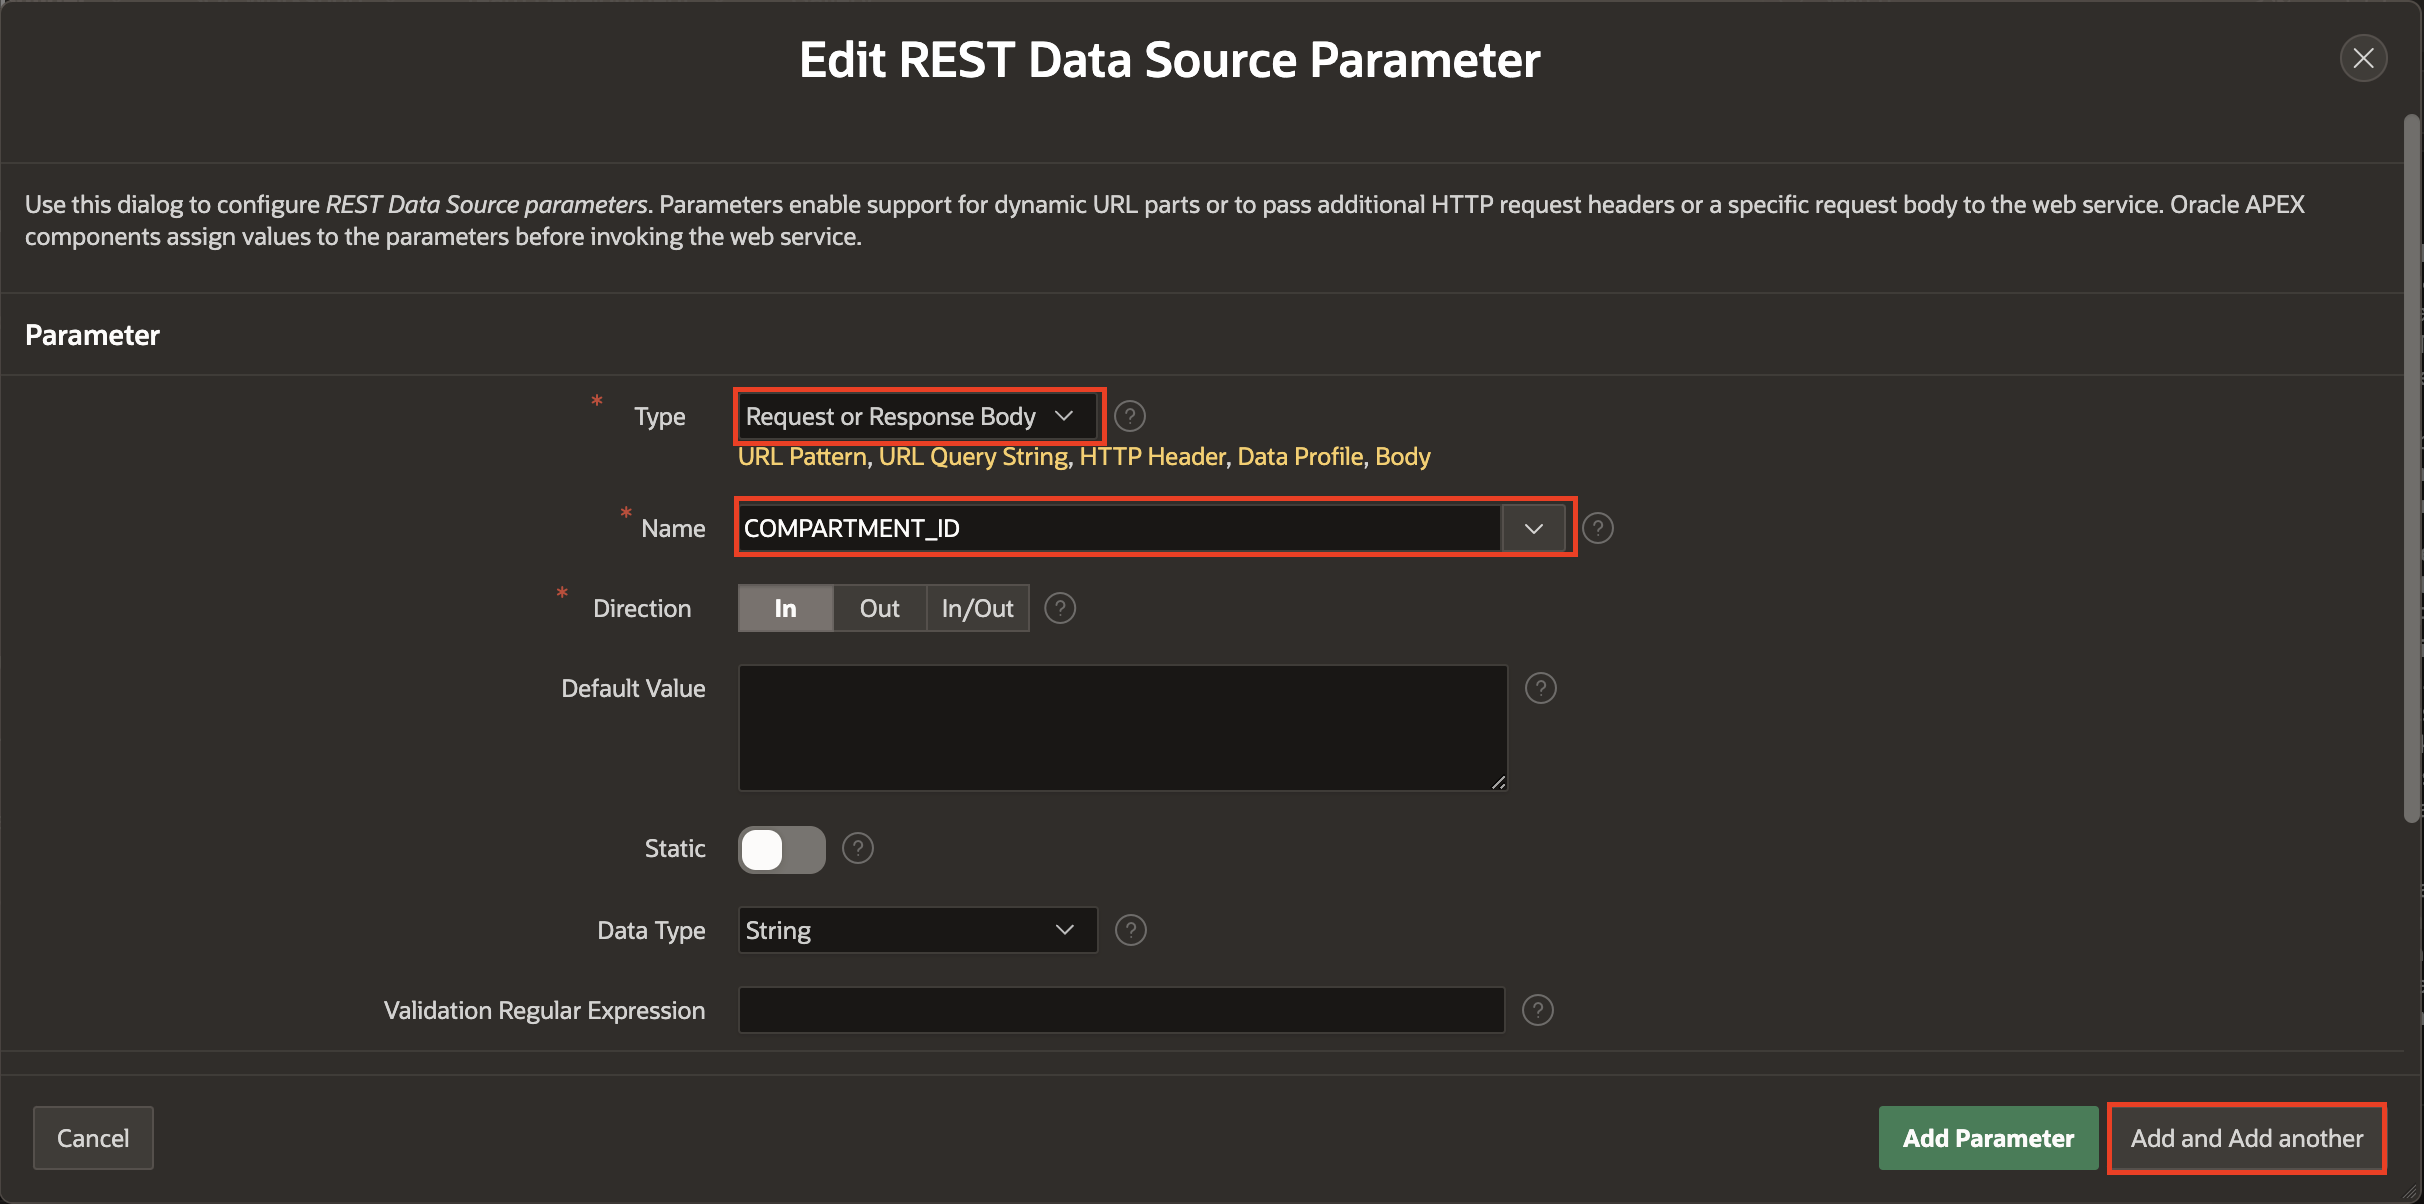 Edit REST Data Source Parameter
Use this dialog to configure REST Data Source parameters. Parameters enable support for dynamic URL parts or to pass additional HTTP request headers or a specific request body to the web service. Oracle APEX
components assign values to the parameters before invoking the web service.
Parameter
* Type Request or Response Body ?
URL Pattern, URL Query String, HTTP Header, Data Profile, Body
* Name COMPARTMENT_ID ?
* Direction In Out In/Out ?
Default Value ?
Static ?
Data Type String ?
Validation Regular Expression ?
Cancel Add Parameter Add and Add another